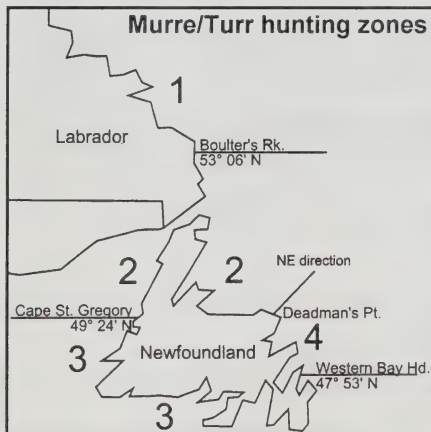 Murre/Turr hunting zones
1
Labrador
Boulter's Rk.
53° 06' N
2
2
NE direction
Cape St. Gregory
49° 24' N
Deadman's Pt.
4
3
Newfoundland
Western Bay Hd.
47° 53' N
3